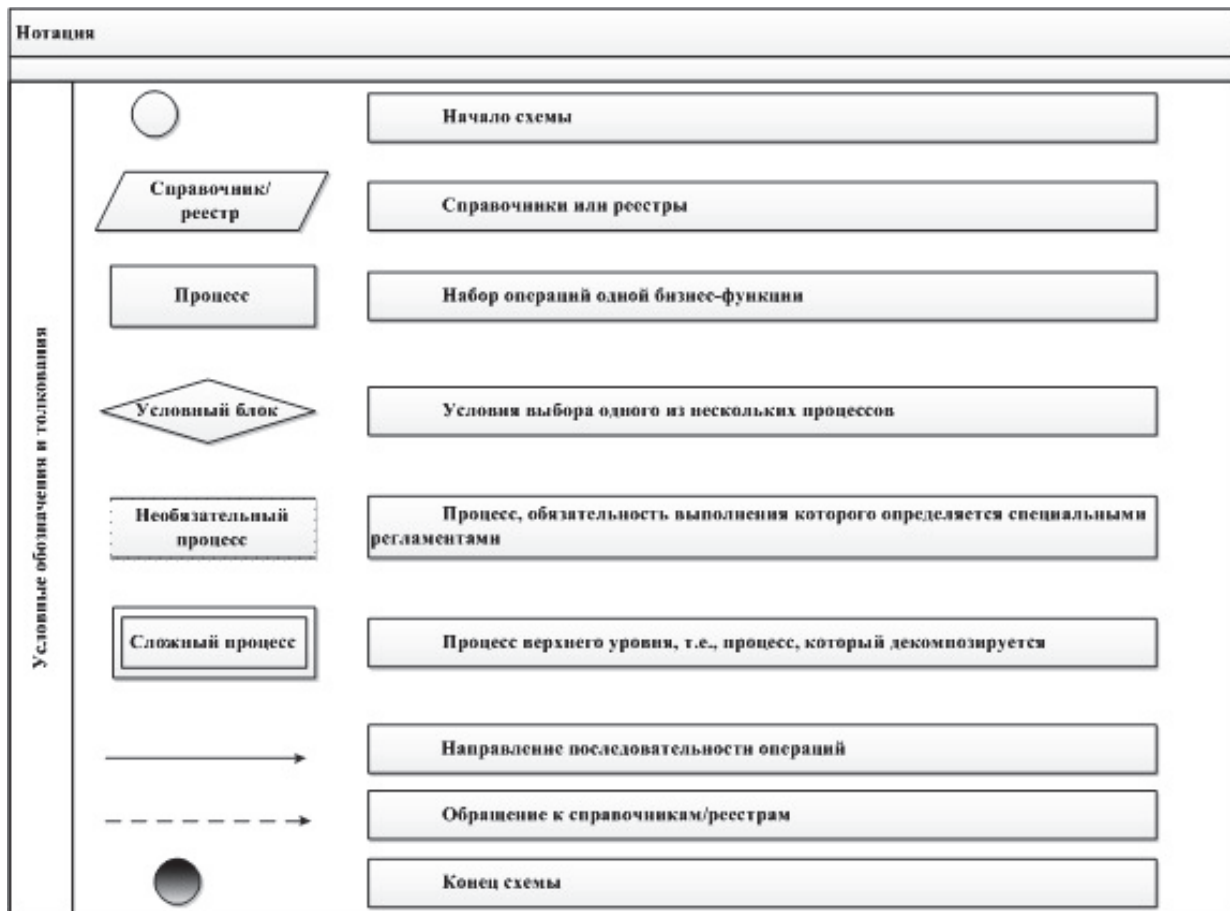 Нотация
Условные обозначения и толкования
Начало схемы
Справочник/
реестр
Справочники или реестры
Процесс
Набор операций одной бизнес-функции
Условный блок
Условия выбора одного из нескольких процессов
Необязательный
процесс
Процесс, обязательность выполнения которого определяется специальными
регламентами
Сложный процесс
Процесс верхнего уровня, т.е., процесс, который декомпозируется
Направление последовательности операций
Обращение к справочникам/реестрам
Конец схемы